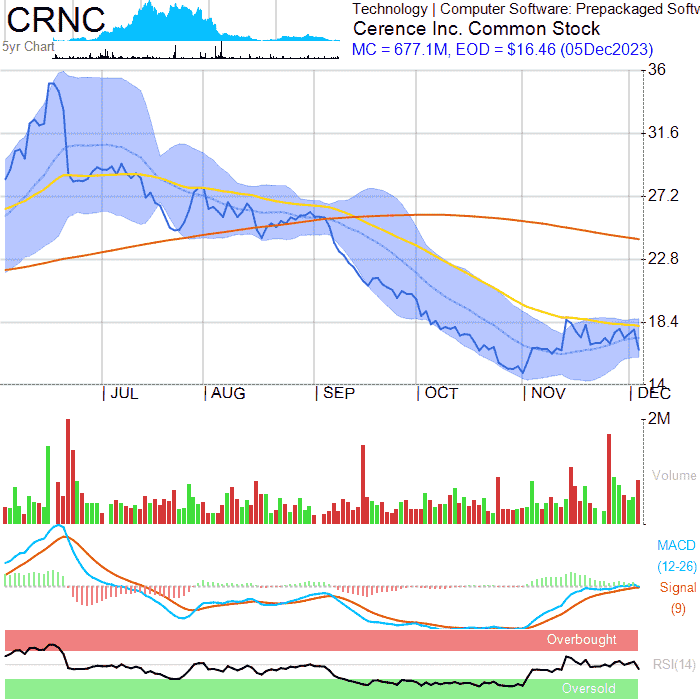 CRNC
5yr Chart
Technology | Computer Software: Prepackaged Softw
Cerence Inc. Common Stock
MC = 677.1M, EOD = $16.46 (05Dec2023)
36
31.6
27.2
22.8
18.4
14
JUL AUG SEP OCT NOV DEC
2M
Volume
MACD
(12-26)
Signal
(9)
Overbought
RSI(14)
Oversold